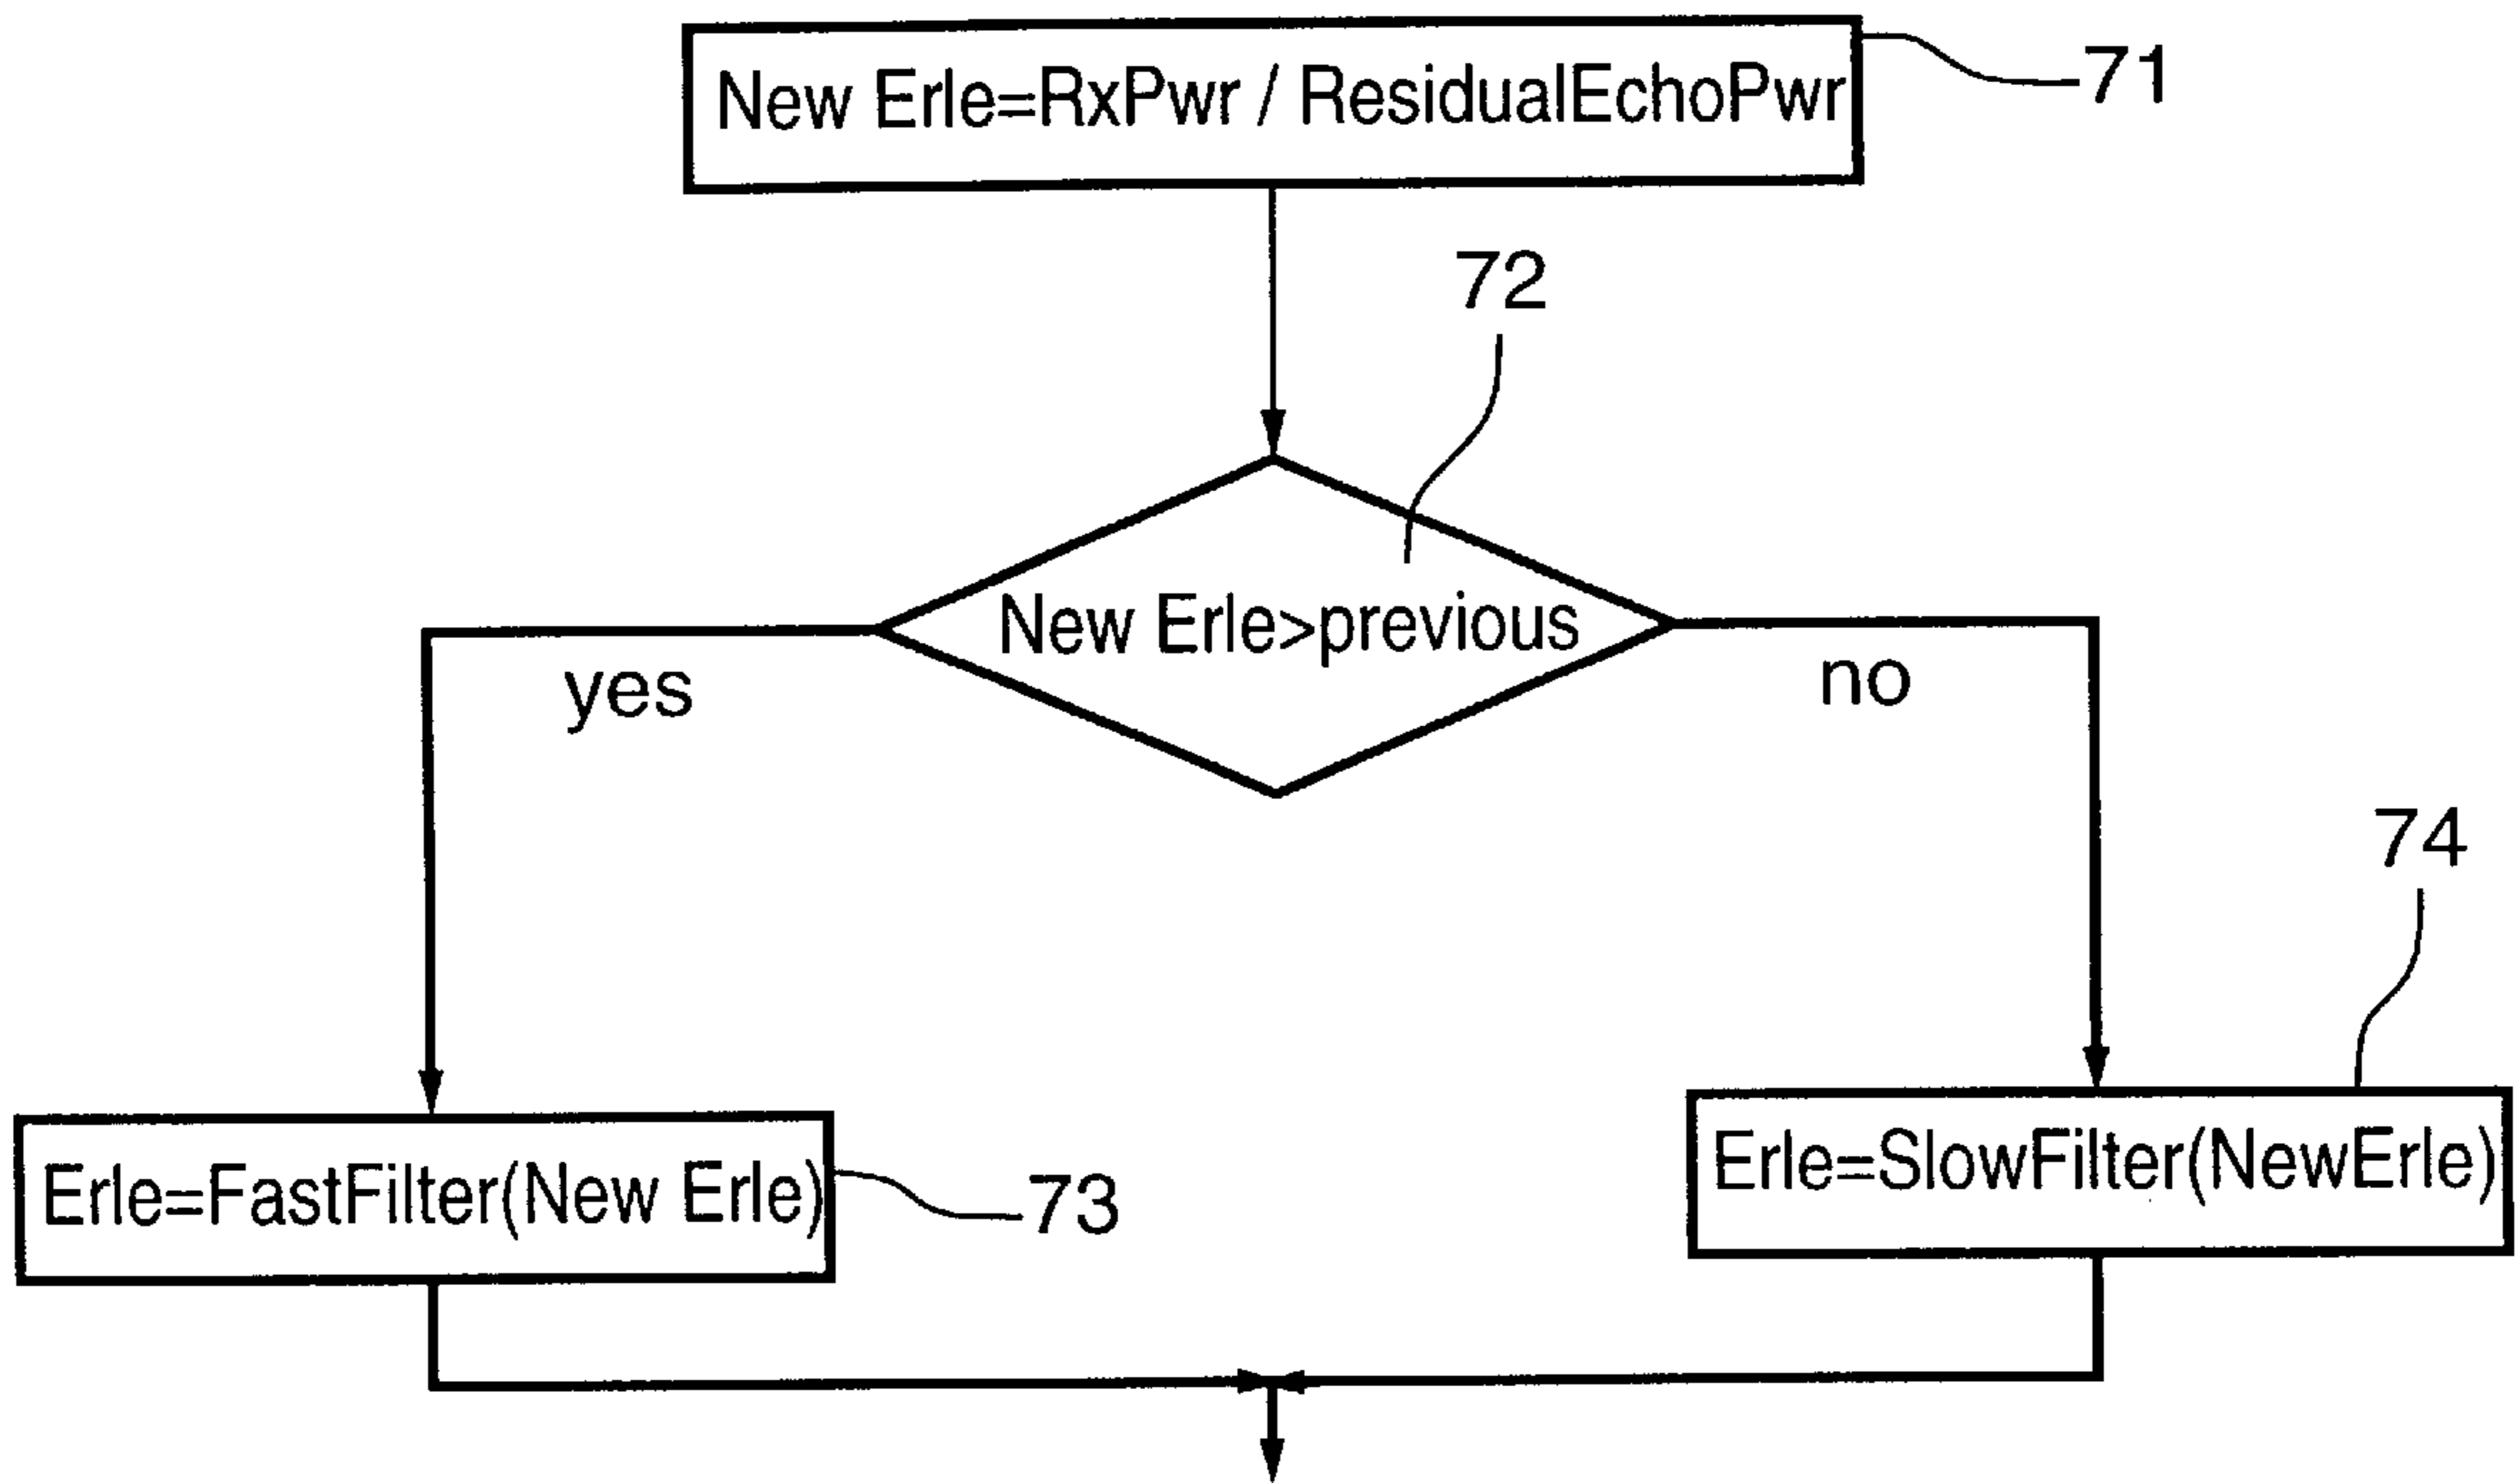 New Erle=RxPwr / ResidualEchoPwr
71
72
New Erle>previous
yes
no
74
Erle=FastFilter(New Erle)
73
Erle=SlowFilter(NewErle)